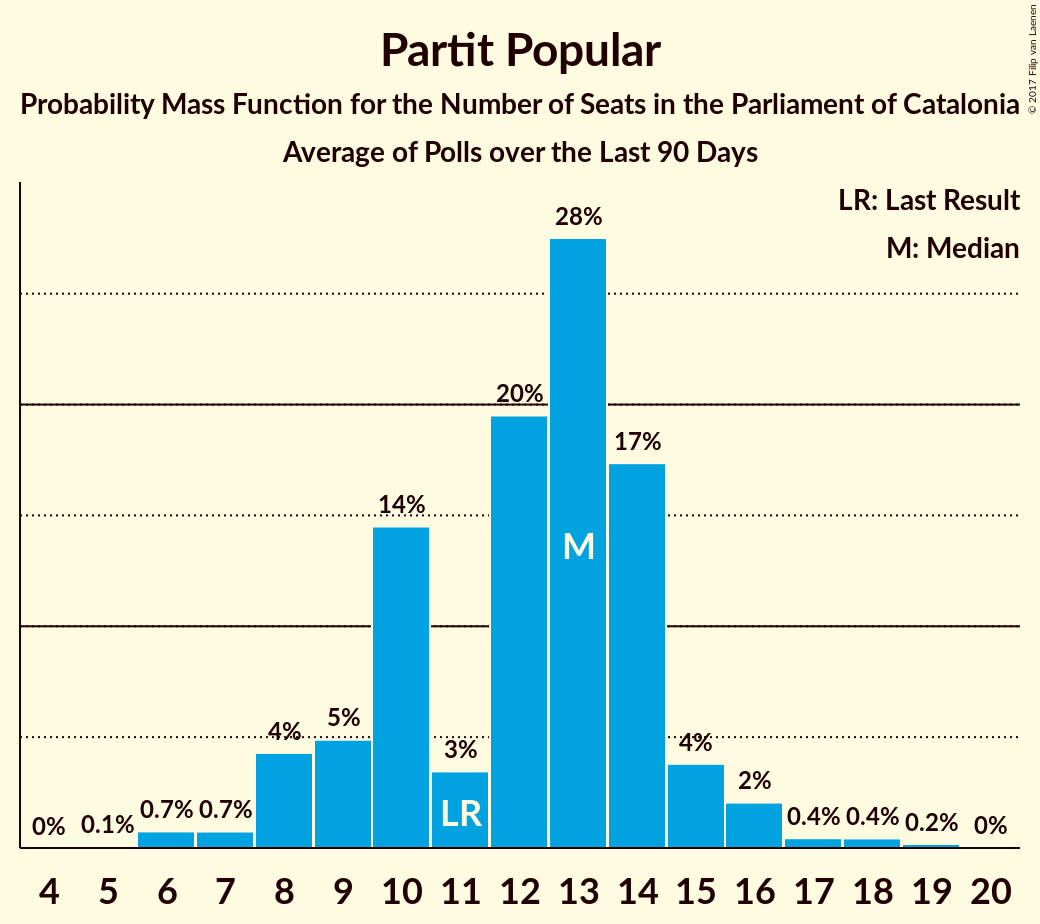 Partit Popular
Probability Mass Function for the Number of Seats in the Parliament of Catalonia
Average of Polls over the Last 90 Days
© 2017 Filip van Laenen
LR: Last Result
M: Median
0% 0.1% 0.7% 0.7% 4% 5% 14% 3% 20% 28% 17% 4% 2% 0.4% 0.4% 0.2% 0%
LR M
4 5 6 7 8 9 10 11 12 13 14 15 16 17 18 19 20